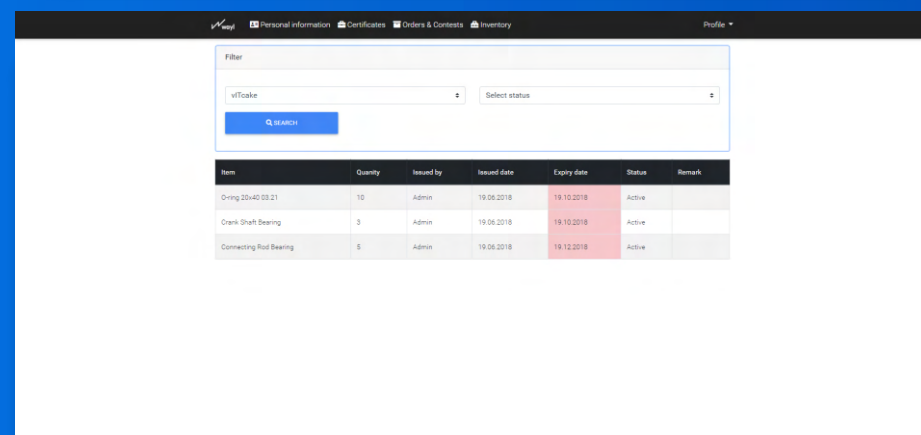 wayl Personal information Certificates Orders & Contests Inventory Profile
Filter
vITcake Select status
SEARCH
Item Quanity Issued by Issued date Expiry date Status Remark
O-ring 20x40 03.21 10 Admin 19.06.2018 19.10.2018 Active
Crank Shaft Bearing 3 Admin 19.06.2018 19.10.2018 Active
Connecting Rod Bearing 5 Admin 19.06.2018 19.12.2018 Active